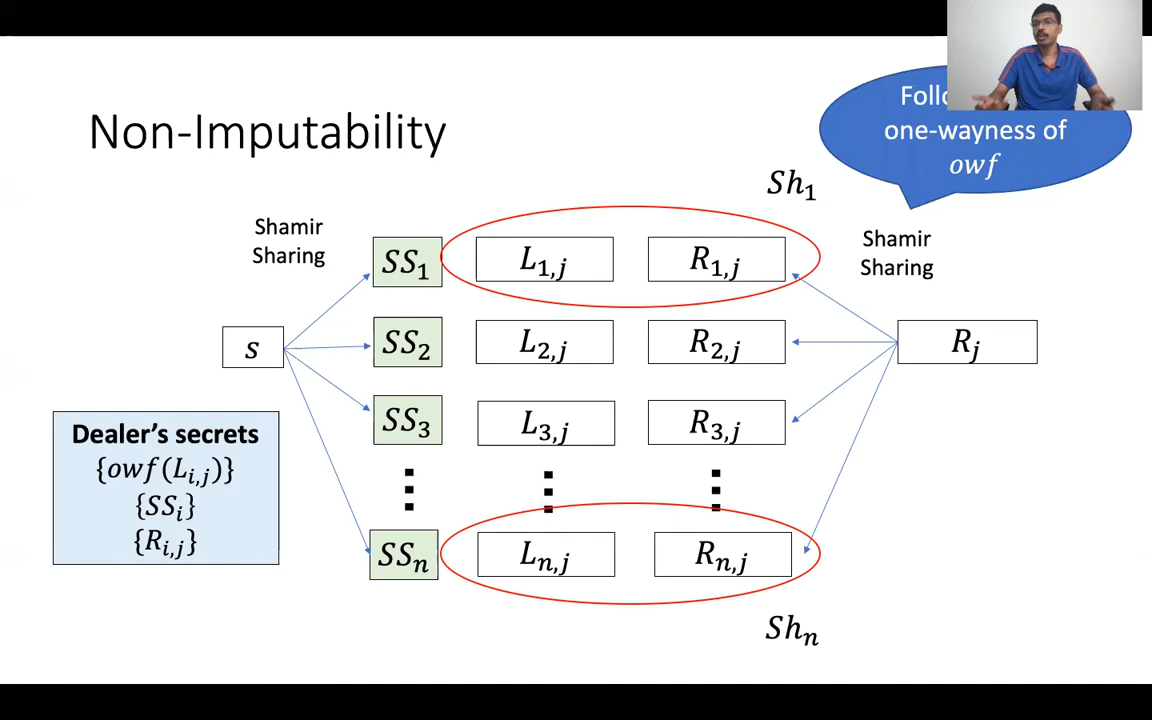 Non-Imputability
one-wayness of
owf
Sh₁
Shamir
Sharing
Shamir
Sharing
SS₁
L₁,ⱼ
R₁,ⱼ
SS₂
L₂,ⱼ
R₂,ⱼ
s
Rⱼ
SS₃
L₃,ⱼ
R₃,ⱼ
Dealer's secrets
{owf(Lᵢ,ⱼ)}
{SSᵢ}
{Rᵢ,ⱼ}
SSₙ
Lₙ,ⱼ
Rₙ,ⱼ
Shₙ